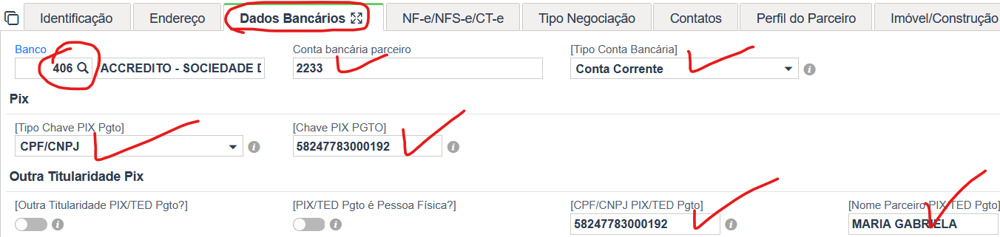 Identificação Endereço Dados Bancários NF-e/NFS-e/CT-e Tipo Negociação Contatos Perfil do Parceiro Imóvel/Construção
Banco Conta bancária parceiro [Tipo Conta Bancária]
406 ACCREDITO - SOCIEDADE D 2233 Conta Corrente
Pix
[Tipo Chave PIX Pgto] [Chave PIX PGTO]
CPF/CNPJ 58247783000192
Outra Titularidade Pix
[Outra Titularidade PIX/TED Pgto?] [PIX/TED Pgto é Pessoa Física?] [CPF/CNPJ PIX/TED Pgto] [Nome Parceiro PIX/TED Pgto]
58247783000192 MARIA GABRIELA